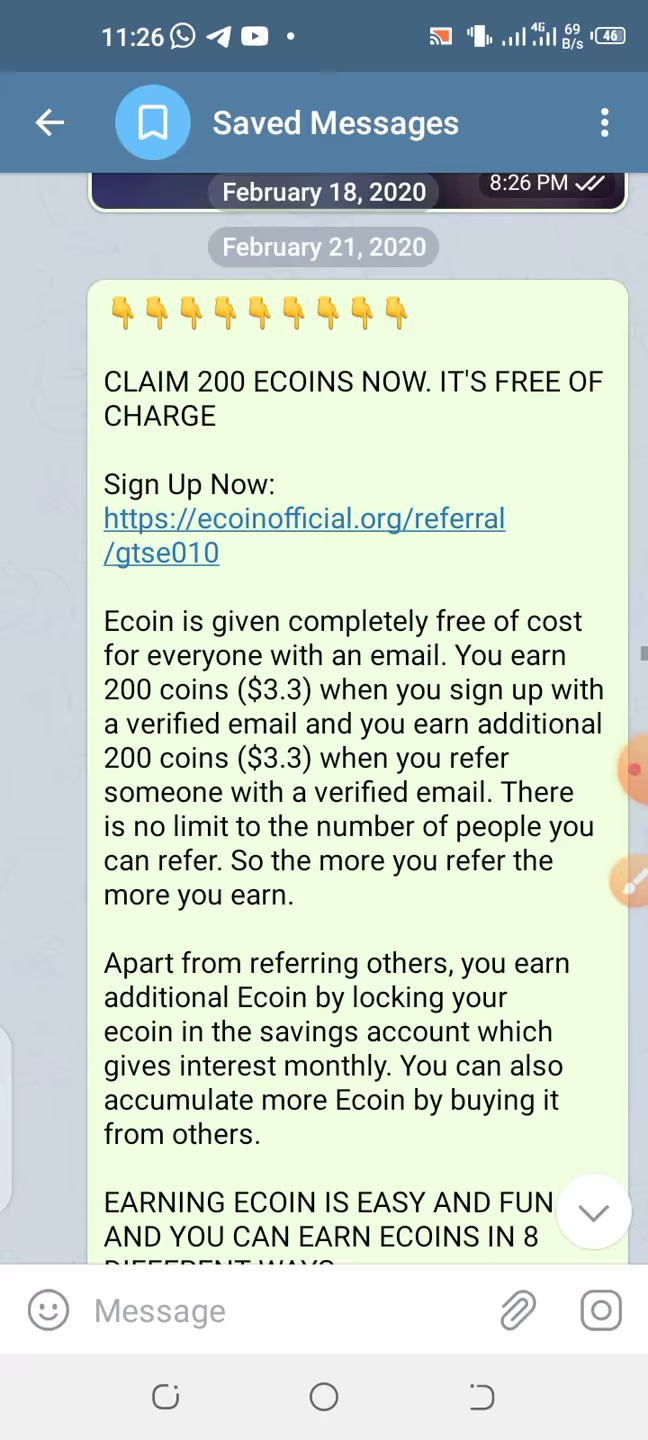 11:26
4G
69
B/s
46
Saved Messages
8:26 PM
February 18, 2020
February 21, 2020
👇👇👇👇👇👇👇👇👇
CLAIM 200 ECOINS NOW. IT'S FREE OF
CHARGE
Sign Up Now:
https://ecoinofficial.org/referral
/gtse010
Ecoin is given completely free of cost
for everyone with an email. You earn
200 coins ($3.3) when you sign up with
a verified email and you earn additional
200 coins ($3.3) when you refer
someone with a verified email. There
is no limit to the number of people you
can refer. So the more you refer the
more you earn.
Apart from referring others, you earn
additional Ecoin by locking your
ecoin in the savings account which
gives interest monthly. You can also
accumulate more Ecoin by buying it
from others.
EARNING ECOIN IS EASY AND FUN
AND YOU CAN EARN ECOINS IN 8
DIFFERENT WAYS
Message